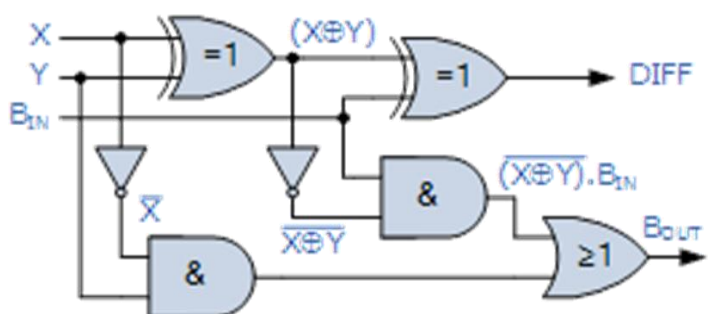 X
=1
(X⊕Y)
=1
DIFF
Y
B_IN
X̅
&
(X̅⊕̅Y̅).B_IN
X̅⊕̅Y̅
B_OUT
&
≥1